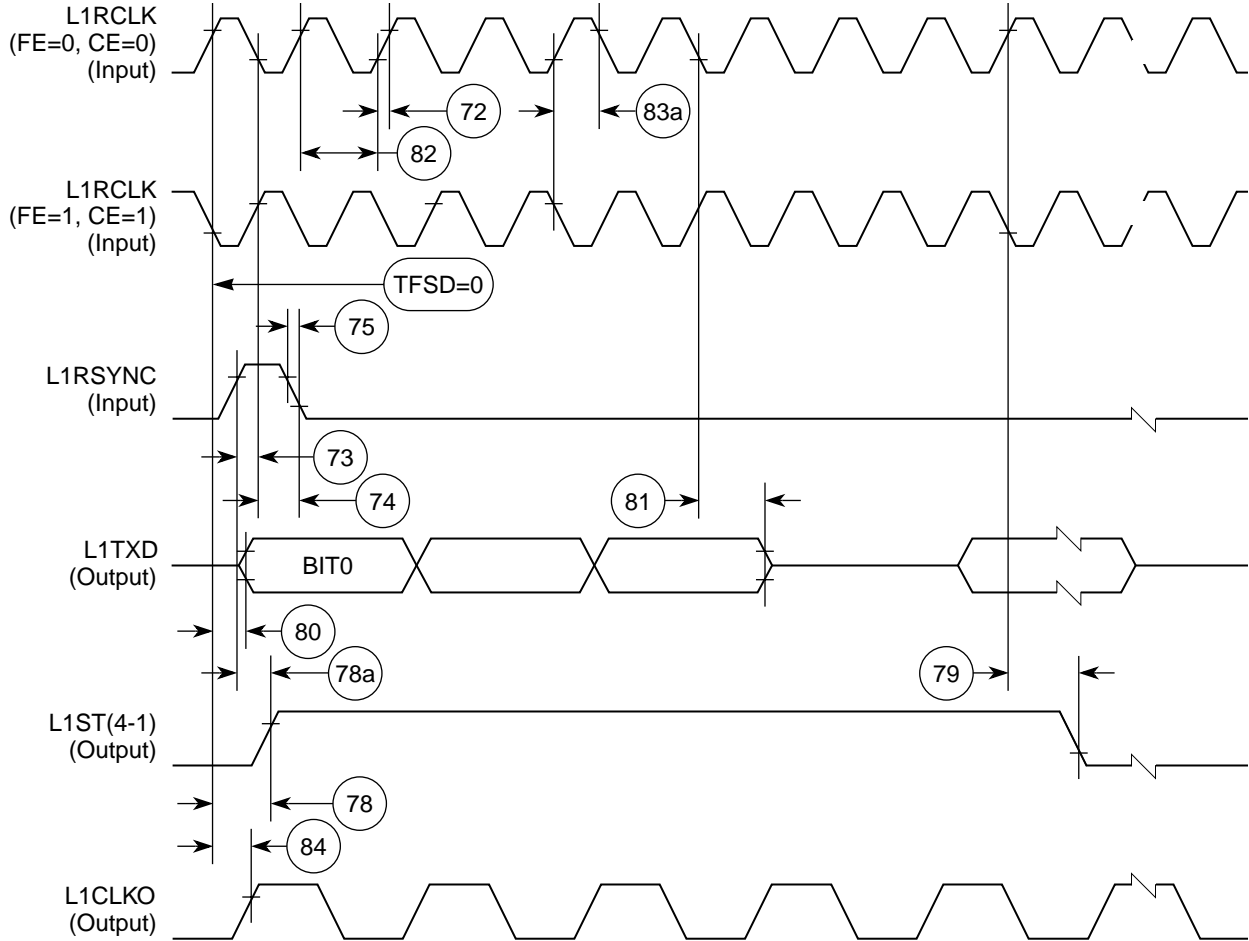 L1RCLK
(FE=0, CE=0)
(Input)
72
83a
82
L1RCLK
(FE=1, CE=1)
(Input)
TFSD=0
75
L1RSYNC
(Input)
73
74
81
L1TXD
(Output)
BIT0
80
78a
79
L1ST(4-1)
(Output)
78
84
L1CLKO
(Output)